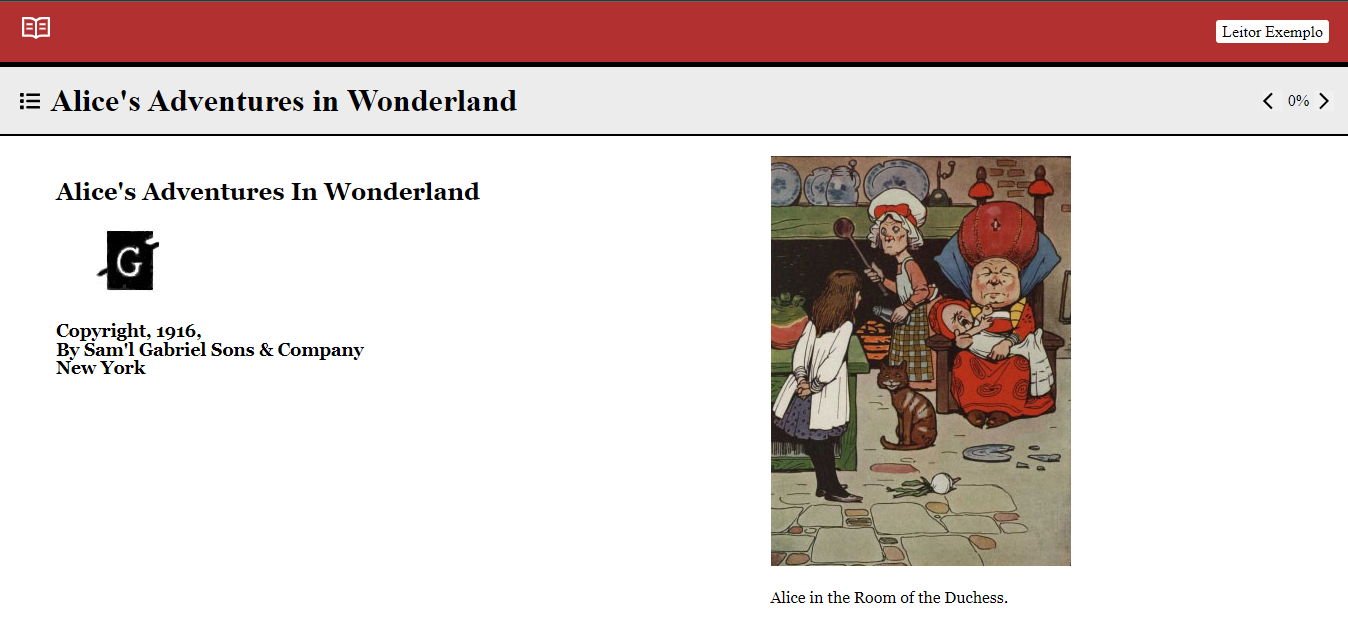 Leitor Exemplo
Alice's Adventures in Wonderland
0%
Alice's Adventures In Wonderland
G
Copyright, 1916,
By Sam'l Gabriel Sons & Company
New York
Alice in the Room of the Duchess.